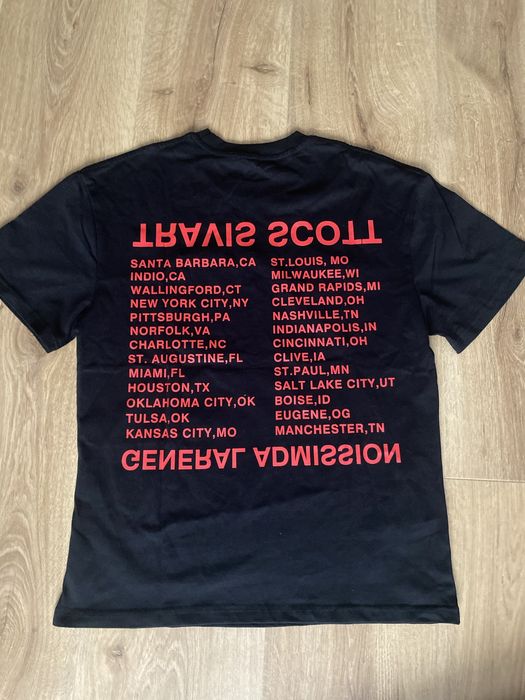 TRAVIS SCOTT
SANTA BARBARA,CA
INDIO,CA
WALLINGFORD,CT
NEW YORK CITY,NY
PITTSBURGH,PA
NORFOLK,VA
CHARLOTTE,NC
ST. AUGUSTINE,FL
MIAMI,FL
HOUSTON,TX
OKLAHOMA CITY,OK
TULSA,OK
KANSAS CITY,MO
ST.LOUIS, MO
MILWAUKEE,WI
GRAND RAPIDS,MI
CLEVELAND,OH
NASHVILLE,TN
INDIANAPOLIS,IN
CINCINNATI,OH
CLIVE,IA
ST.PAUL,MN
SALT LAKE CITY,UT
BOISE,ID
EUGENE,OG
MANCHESTER,TN
GENERAL ADMISSION